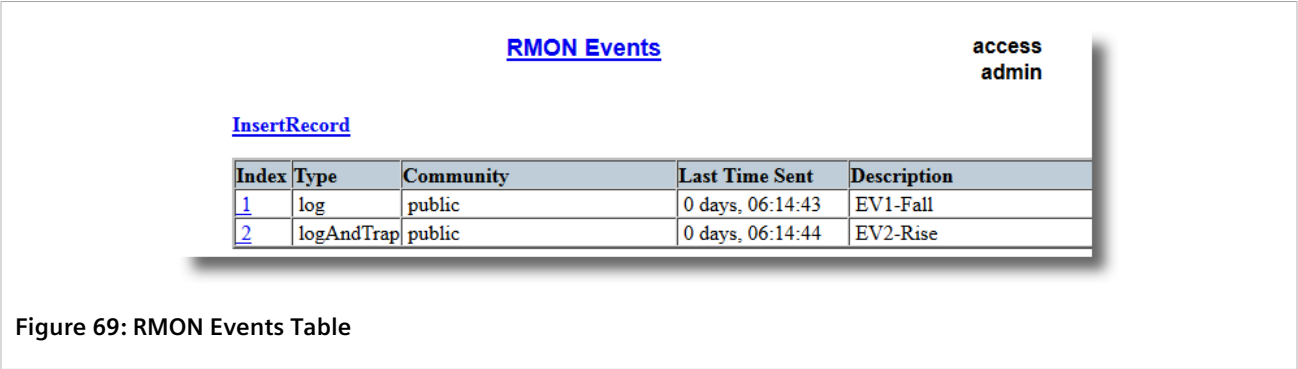 RMON Events
access
admin
InsertRecord
Index Type Community Last Time Sent Description
1 log public 0 days, 06:14:43 EV1-Fall
2 logAndTrap public 0 days, 06:14:44 EV2-Rise
Figure 69: RMON Events Table